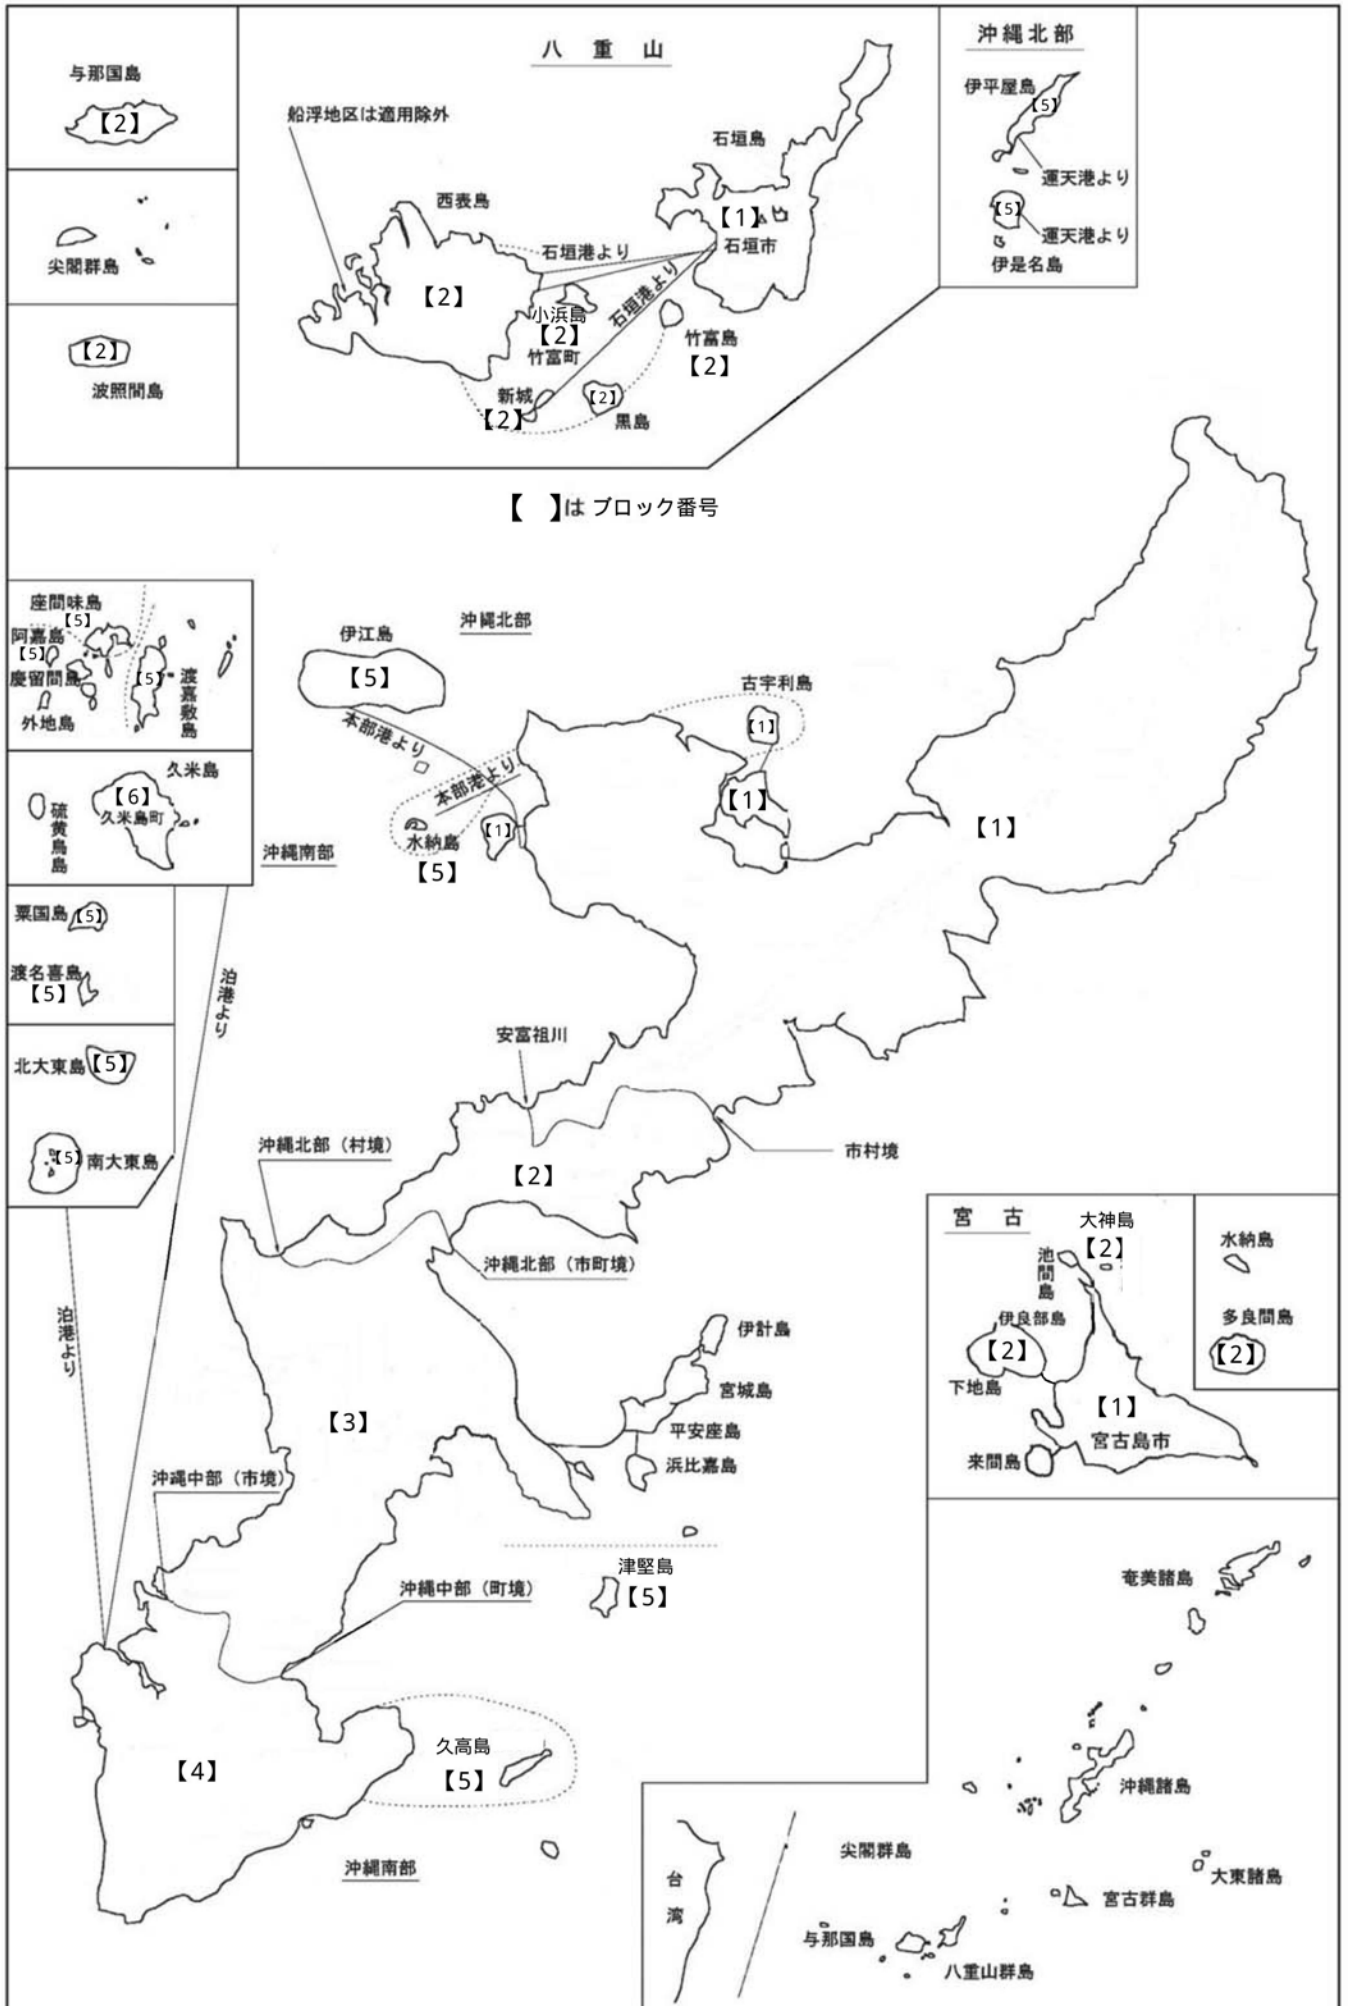 与那国島
【2】
尖閣群島
【2】
波照間島
八重山
船浮地区は適用除外
西表島
石垣島
【1】
石垣市
石垣港より
石垣港より
【2】
小浜島
【2】
竹富町
竹富島
【2】
新城
【2】
【2】
黒島
沖縄北部
伊平屋島
【5】
運天港より
【5】
運天港より
伊是名島
【　】は ブロック番号
座間味島
【5】
阿嘉島
【5】
慶留間島
外地島
【5】
渡嘉敷島
久米島
【6】
久米島町
硫黄鳥島
粟国島
【5】
渡名喜島
【5】
北大東島
【5】
【5】
南大東島
泊港より
泊港より
沖縄北部
伊江島
【5】
本部港より
本部港より
水納島
【5】
【1】
古宇利島
【1】
【1】
【1】
沖縄南部
安富祖川
沖縄北部（村境）
【2】
市村境
沖縄北部（市町境）
伊計島
宮城島
平安座島
浜比嘉島
【3】
沖縄中部（市境）
沖縄中部（町境）
津堅島
【5】
【4】
久高島
【5】
沖縄南部
宮古
大神島
【2】
池間島
伊良部島
【2】
下地島
【1】
宮古島市
来間島
水納島
多良間島
【2】
奄美諸島
沖縄諸島
大東諸島
宮古群島
尖閣群島
台湾
与那国島
八重山群島